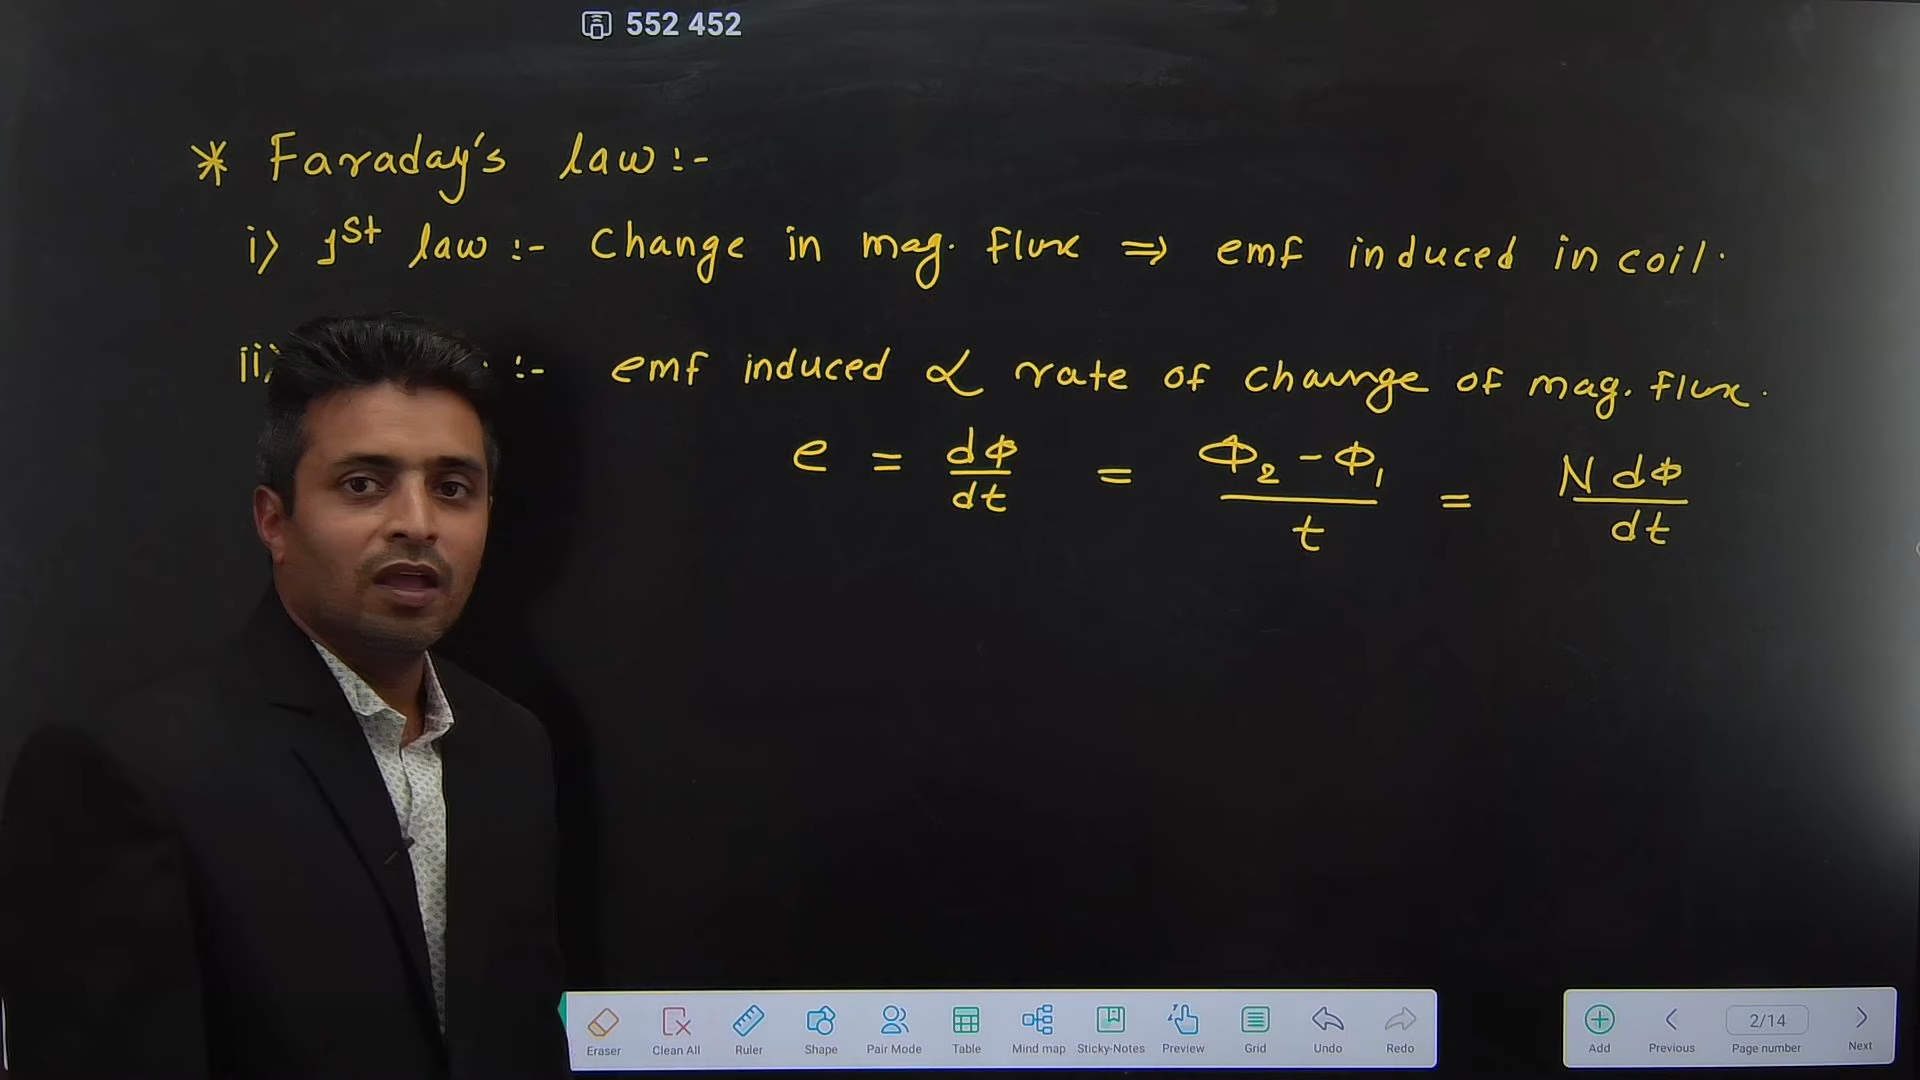 552 452
* Faraday's law :-
i) 1st law :- Change in mag. flux ⇒ emf induced in coil.
ii) :- emf induced ∝ rate of change of mag. flux.
e = dΦ/dt = Φ₂ - Φ₁/t = N dΦ/dt
Eraser Clean All Ruler Shape Pair Mode Table Mind map Sticky-Notes Preview Grid Undo Redo Add Previous 2/14 Page number Next